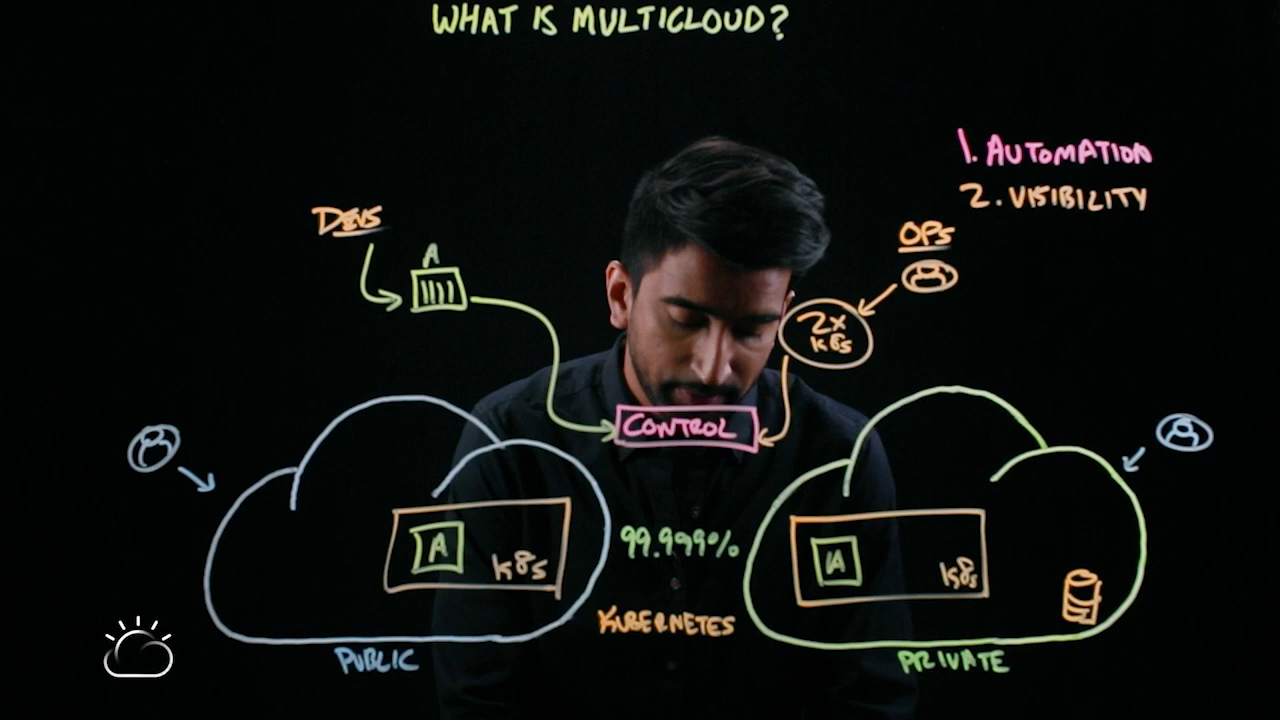 WHAT IS MULTICLOUD?
1. AUTOMATION
2. VISIBILITY
DEVS
OPS
A
2x
k8s
CONTROL
A
k8s
99.999%
A
k8s
KUBERNETES
PUBLIC
PRIVATE